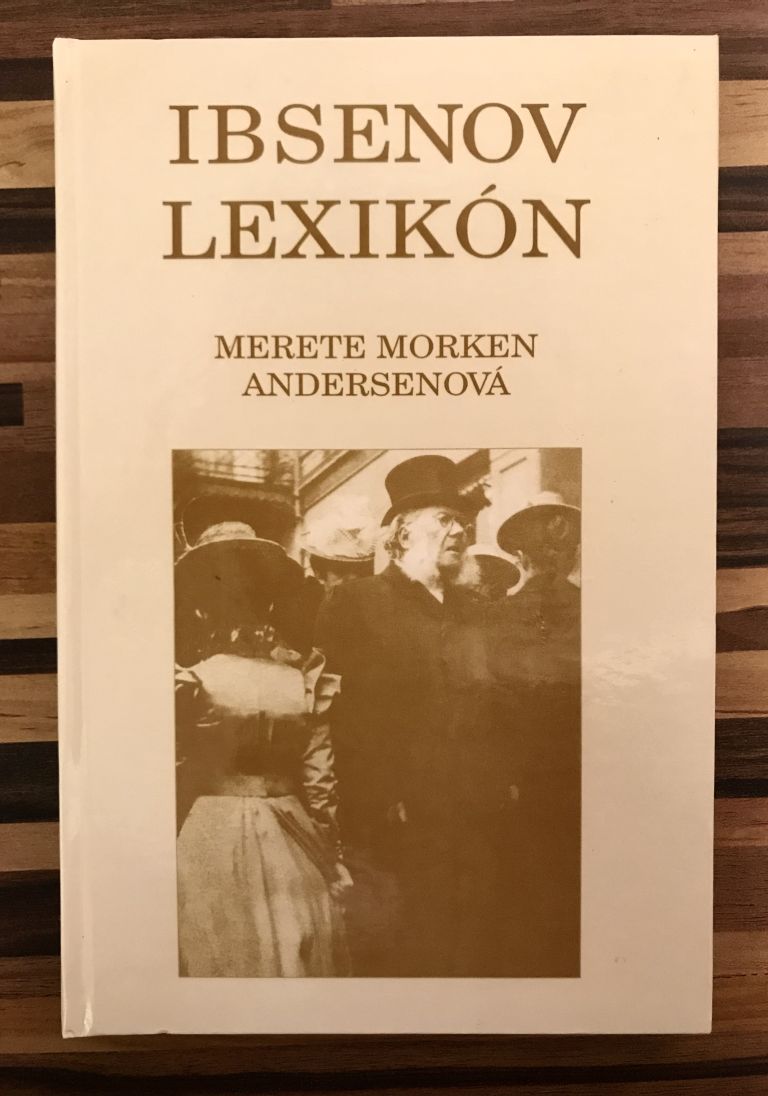 IBSENOV
LEXIKÓN
MERETE MORKEN
ANDERSENOVÁ